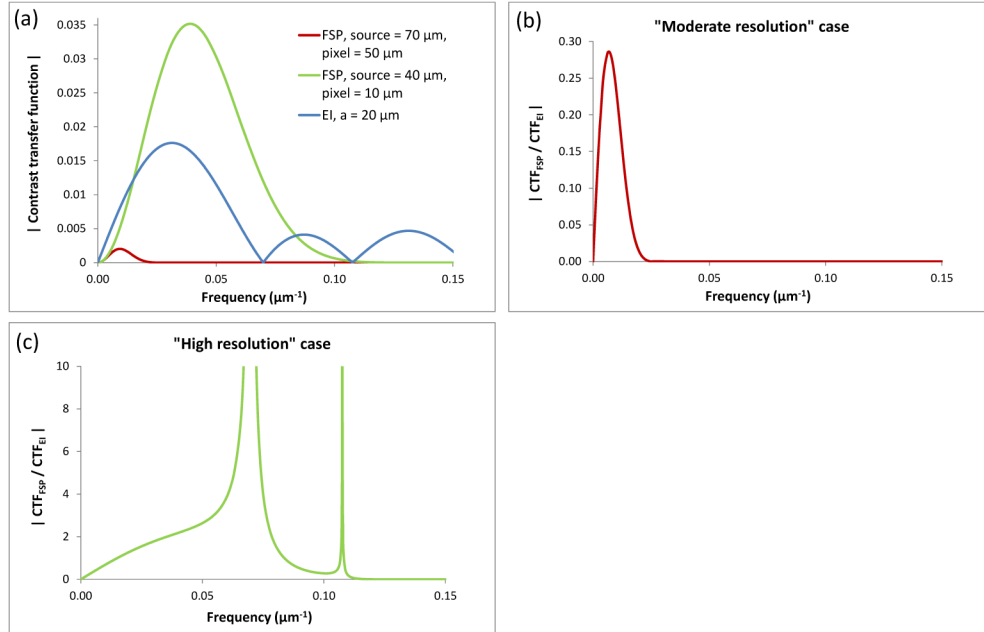 (a)
| Contrast transfer function |
0.035
0.03
0.025
0.02
0.015
0.01
0.005
0
FSP, source = 70 µm,
pixel = 50 µm
FSP, source = 40 µm,
pixel = 10 µm
EI, a = 20 µm
0.00 0.05 0.10 0.15
Frequency (µm⁻¹)
(b)
"Moderate resolution" case
| CTF_FSP / CTF_EI |
0.30
0.25
0.20
0.15
0.10
0.05
0.00
0.00 0.05 0.10 0.15
Frequency (µm⁻¹)
(c)
"High resolution" case
| CTF_FSP / CTF_EI |
10
8
6
4
2
0
0.00 0.05 0.10 0.15
Frequency (µm⁻¹)